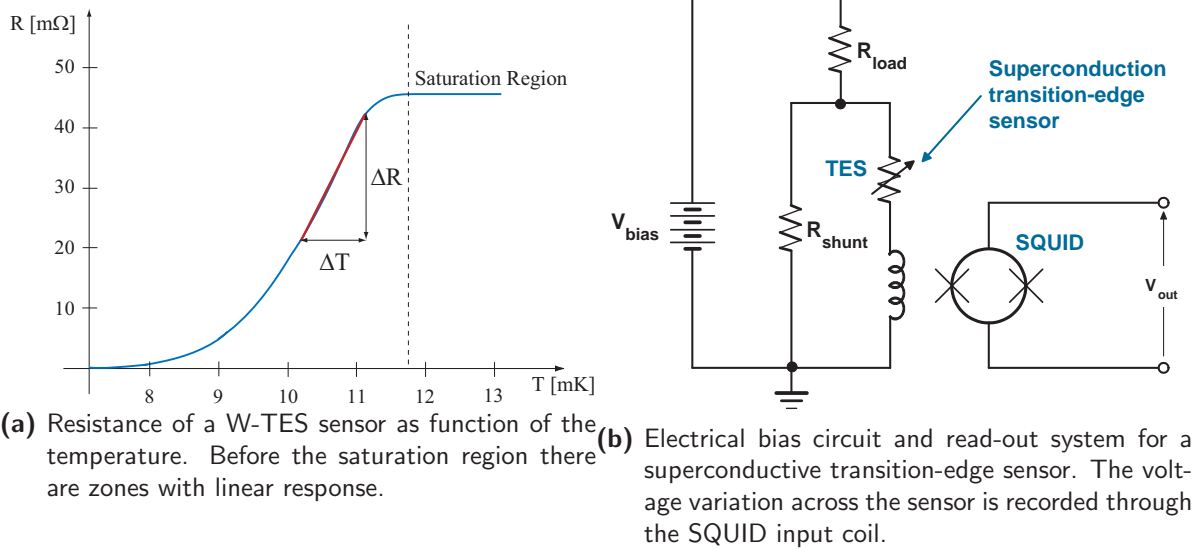 R [mΩ]
50
40
30
20
10
Saturation Region
ΔR
ΔT
8
9
10
11
12
13
T [mK]
(a) Resistance of a W-TES sensor as function of the
temperature. Before the saturation region there
are zones with linear response.
R_load
Superconduction
transition-edge
sensor
TES
V_bias
R_shunt
SQUID
V_out
(b) Electrical bias circuit and read-out system for a
superconductive transition-edge sensor. The volt-
age variation across the sensor is recorded through
the SQUID input coil.